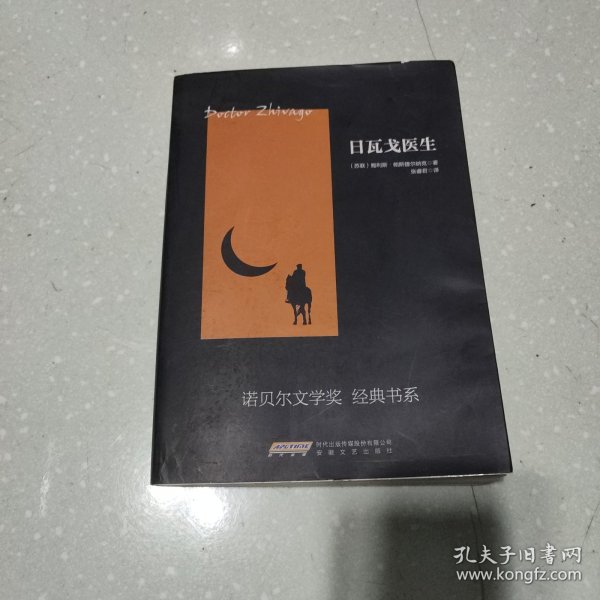 Doctor Zhivago
日瓦戈医生
（苏联）鲍利斯·帕斯捷尔纳克◎著
张睿君◎译
诺贝尔文学奖 经典书系
时代出版传媒股份有限公司
安徽文艺出版社
孔夫子旧书网
www.kongfz.com